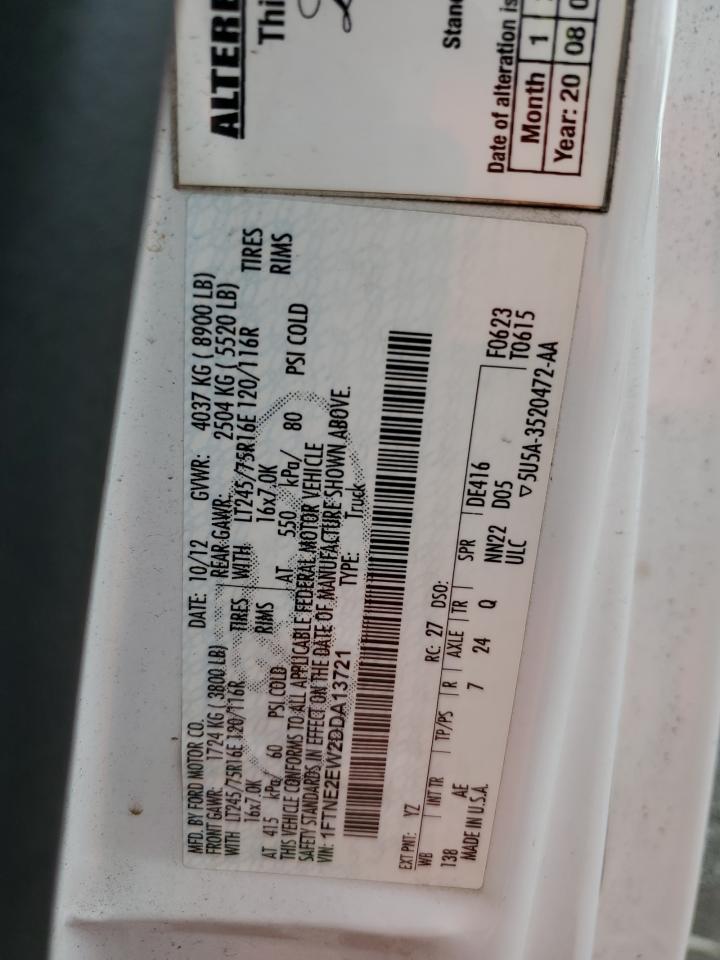 ALTERE
Thi
Stand
Date of alteration is
Month 1
Year: 20 08 0
MFD. BY FORD MOTOR CO. DATE: 10/12 GVWR: 4037 KG ( 8900 LB)
FRONT GAWR: 1724 KG (3800 LB) REAR GAWR: 2504 KG ( 5520 LB)
WITH LT245/75R16E 120/116R TIRES WITH LT245/75R16E 120/116R TIRES
16x7.0K RIMS 16x7.0K RIMS
AT 415 kPa/ 60 PSI COLD AT 550 kPa/ 80 PSI COLD
THIS VEHICLE CONFORMS TO ALL APPLICABLE FEDERAL MOTOR VEHICLE
SAFETY STANDARDS IN EFFECT ON THE DATE OF MANUFACTURE SHOWN ABOVE.
VIN: 1FTNE2EW2DDA13721 TYPE: Truck
EXT PNT: YZ RC: 27 DSO: F0623
WB INT TR TP/PS R AXLE TR SPR DE416 T0615
138 AE 7 24 Q NN22 D05
MADE IN U.S.A. ULC ▽5U5A-3520472-AA